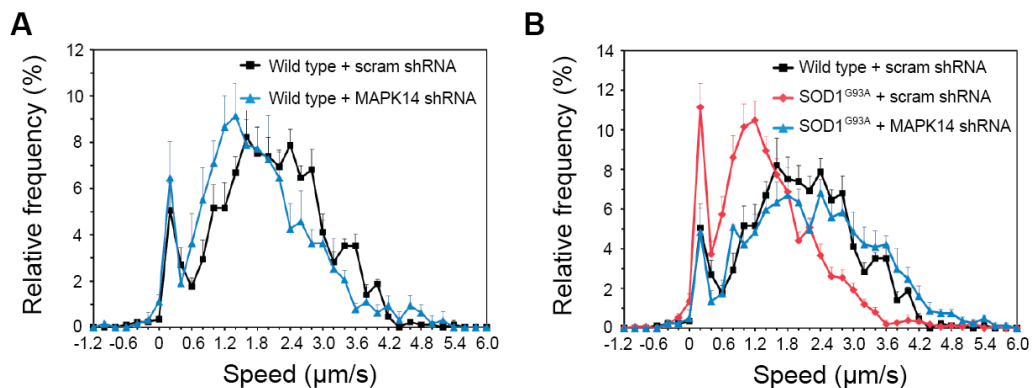 A
B
Relative frequency (%)
12
10
8
6
4
2
0
Wild type + scram shRNA
Wild type + MAPK14 shRNA
-1.2 -0.6 0 0.6 1.2 1.8 2.4 3.0 3.6 4.2 4.8 5.4 6.0
Speed (µm/s)
Relative frequency (%)
14
12
10
8
6
4
2
0
Wild type + scram shRNA
SOD1ᴳ⁹³ᴬ + scram shRNA
SOD1ᴳ⁹³ᴬ + MAPK14 shRNA
-1.2 -0.6 0 0.6 1.2 1.8 2.4 3.0 3.6 4.2 4.8 5.4 6.0
Speed (µm/s)